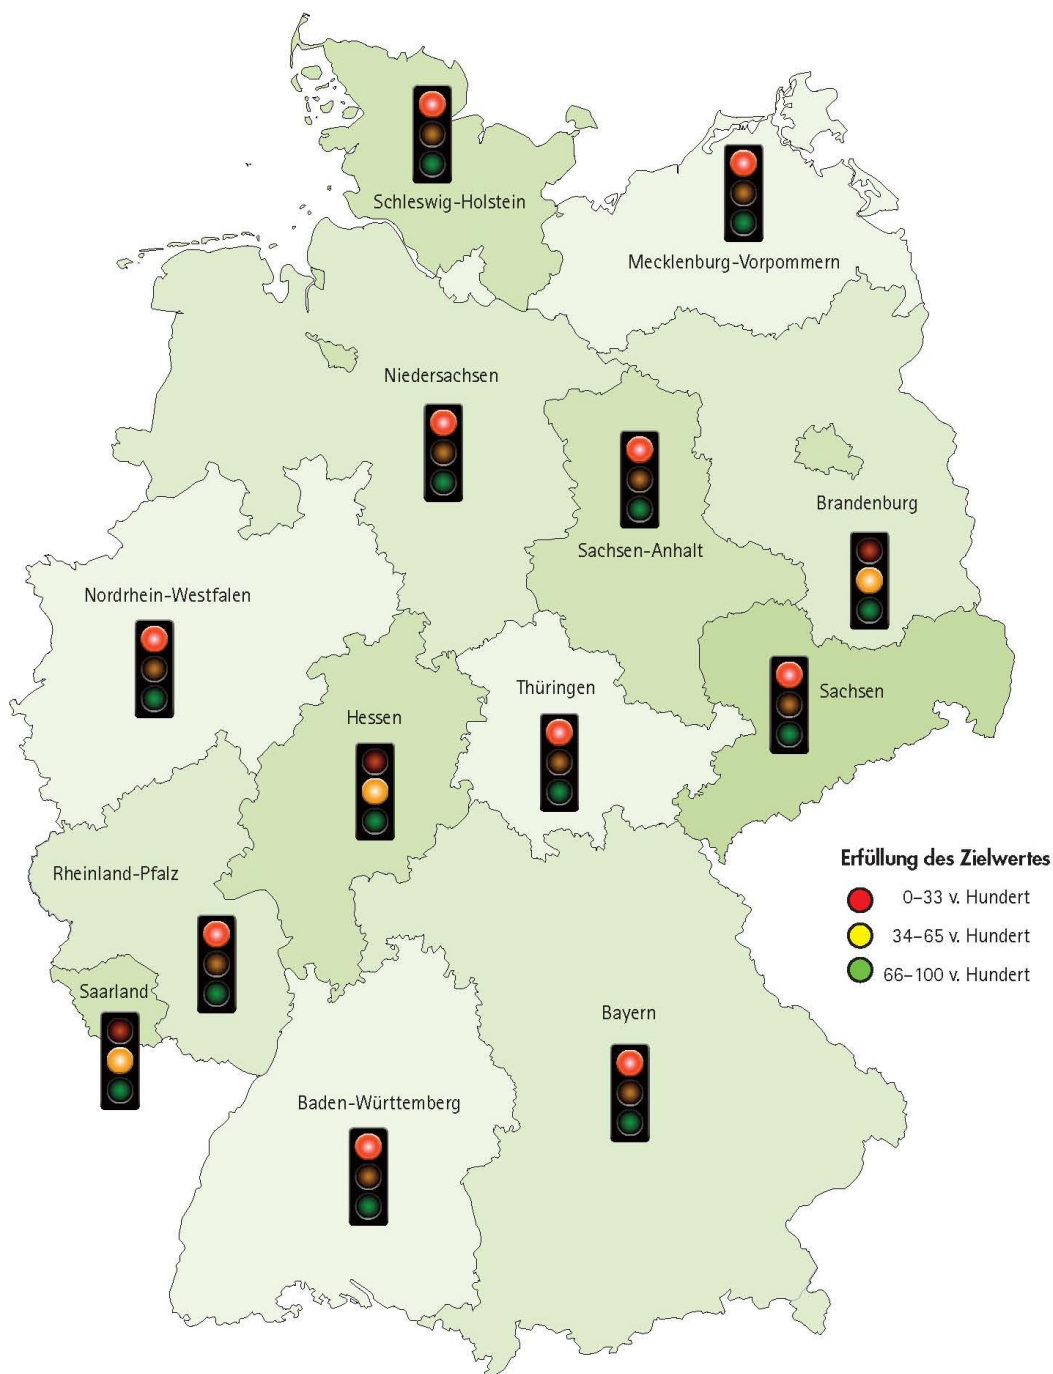 Schleswig-Holstein
Mecklenburg-Vorpommern
Niedersachsen
Brandenburg
Sachsen-Anhalt
Nordrhein-Westfalen
Thüringen
Sachsen
Hessen
Erfüllung des Zielwertes
0–33 v. Hundert
34–65 v. Hundert
66–100 v. Hundert
Rheinland-Pfalz
Saarland
Bayern
Baden-Württemberg